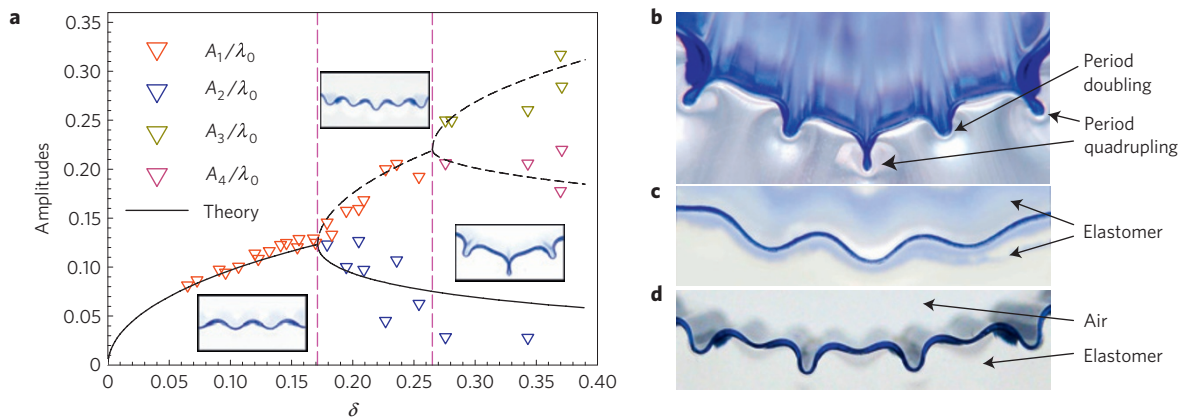 a
0.35
0.30
0.25
0.20
0.15
0.10
0.05
0
Amplitudes
A1/λ0
A2/λ0
A3/λ0
A4/λ0
Theory
0
0.05
0.10
0.15
0.20
0.25
0.30
0.35
0.40
δ
b
Period
doubling
Period
quadrupling
c
Elastomer
d
Air
Elastomer